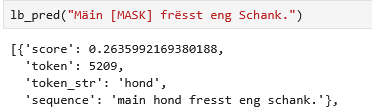 lb_pred("Mäin [MASK] frësst eng Schank.")
[{'score': 0.2635992169380188,
'token': 5209,
'token_str': 'hond',
'sequence': 'main hond fresst eng schank.'},